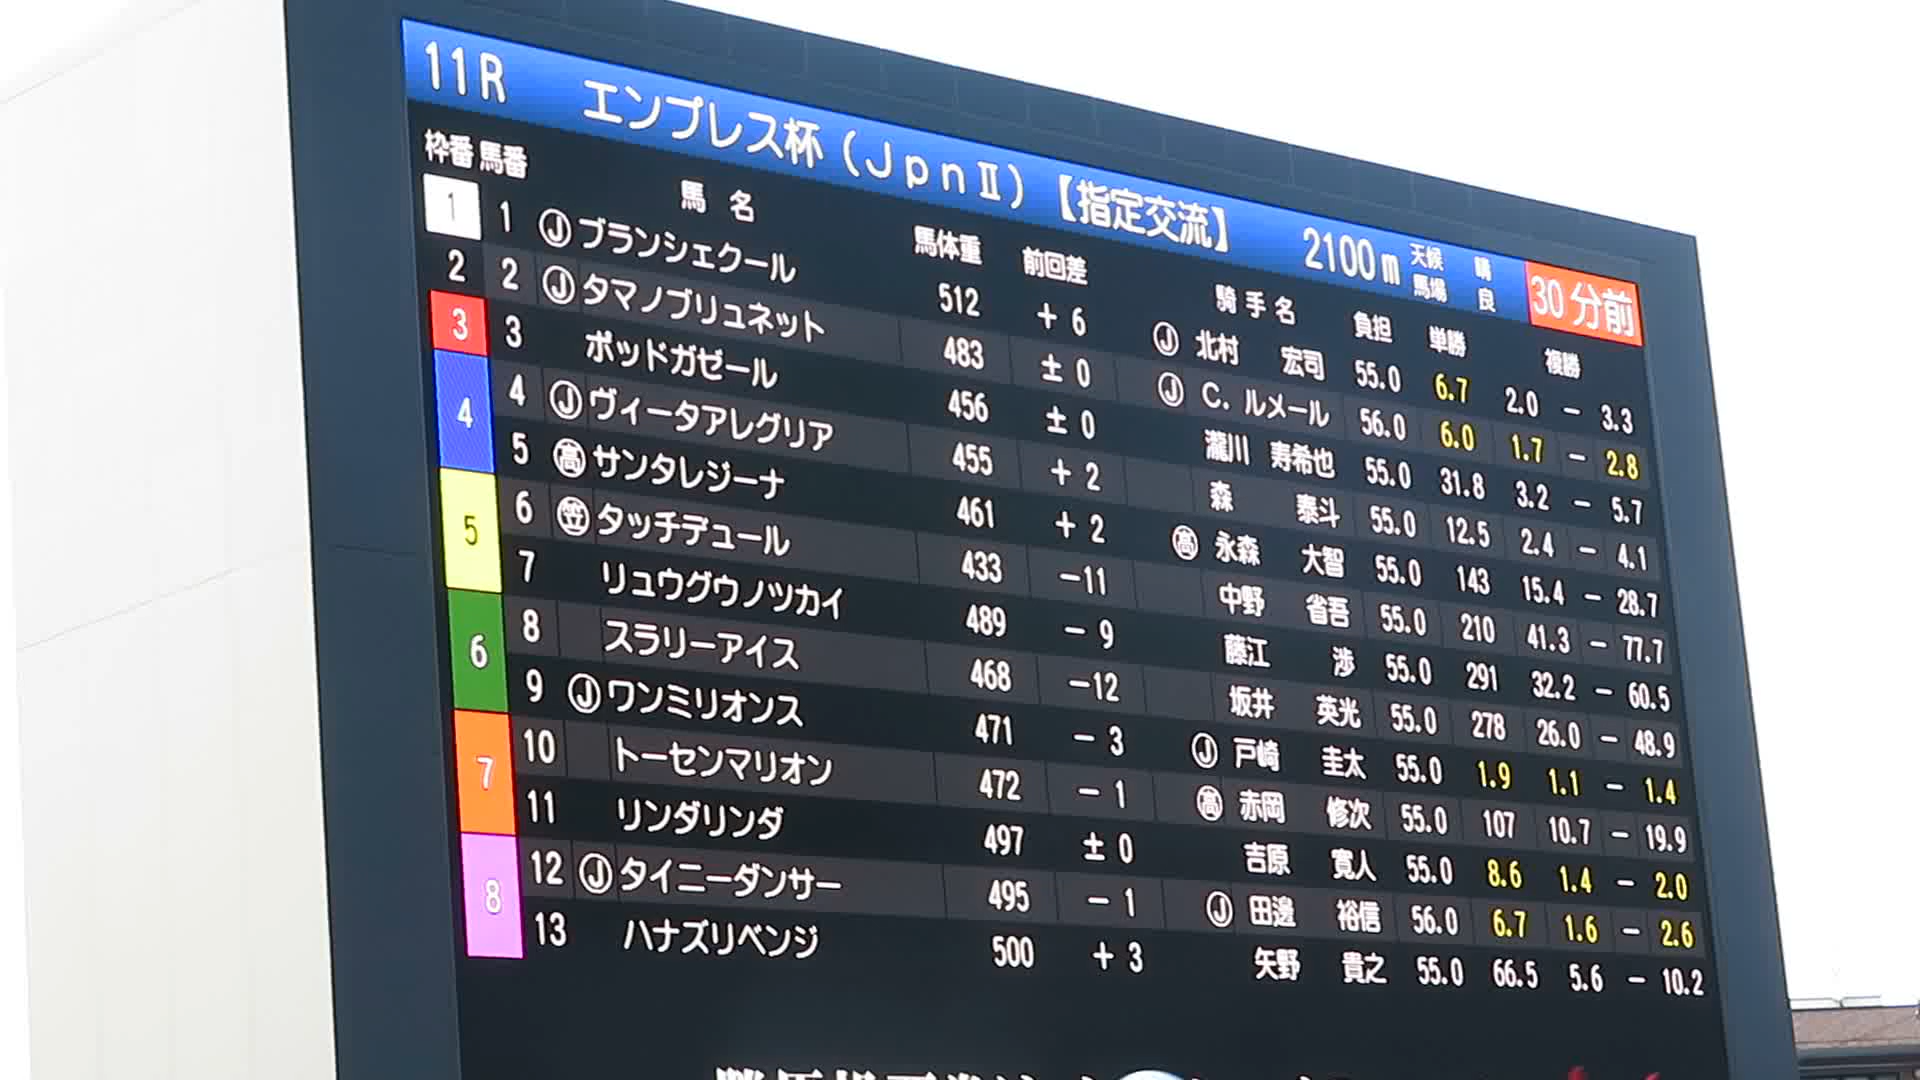 11R エンプレス杯(JpnⅡ)【指定交流】 2100m 天候 晴 馬場 良 30分前
枠番 馬番 馬名 馬体重 前回差 騎手名 負担 単勝 複勝
1 1 Ⓙ ブランシェクール 512 +6 Ⓙ 北村 宏司 55.0 6.7 2.0 - 3.3
2 2 Ⓙ タマノブリュネット 483 ±0 Ⓙ C.ルメール 56.0 6.0 1.7 - 2.8
3 3 ポッドガゼール 456 ±0 瀧川 寿希也 55.0 31.8 3.2 - 5.7
4 4 Ⓙ ヴィータアレグリア 455 +2 森 泰斗 55.0 12.5 2.4 - 4.1
5 高 サンタレジーナ 461 +2 高 永森 大智 55.0 143 15.4 - 28.7
5 6 笠 タッチデュール 433 -11 中野 省吾 55.0 210 41.3 - 77.7
7 リュウグウノツカイ 489 -9 藤江 渉 55.0 291 32.2 - 60.5
6 8 スラリーアイス 468 -12 坂井 英光 55.0 278 26.0 - 48.9
9 Ⓙ ワンミリオンス 471 -3 Ⓙ 戸崎 圭太 55.0 1.9 1.1 - 1.4
7 10 トーセンマリオン 472 -1 高 赤岡 修次 55.0 107 10.7 - 19.9
11 リンダリンダ 497 ±0 吉原 寛人 55.0 8.6 1.4 - 2.0
8 12 Ⓙ タイニーダンサー 495 -1 Ⓙ 田邊 裕信 56.0 6.7 1.6 - 2.6
13 ハナズリベンジ 500 +3 矢野 貴之 55.0 66.5 5.6 - 10.2